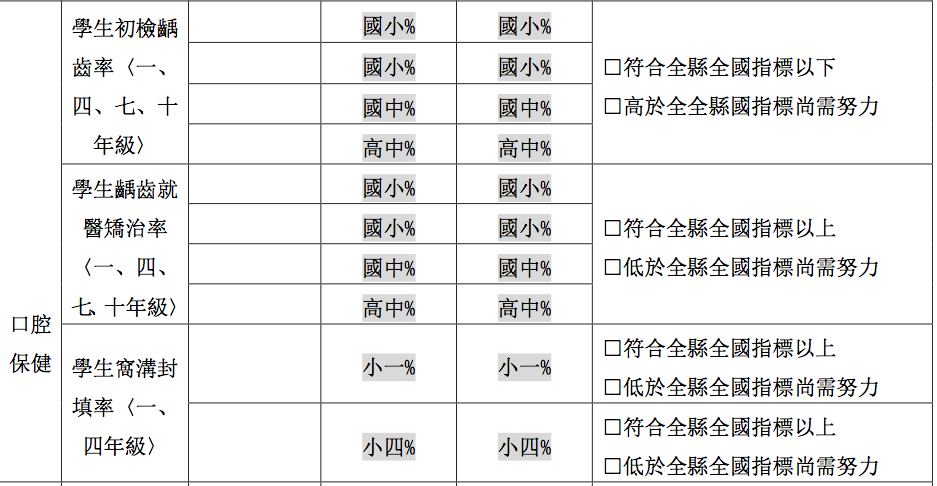 口腔
保健
學生初檢齲
齒率〈一、
四、七、十
年級〉
國小% 國小%
國小% 國小%
國中% 國中%
高中% 高中%
□符合全縣全國指標以下
□高於全全縣國指標尚需努力
學生齲齒就
醫矯治率
〈一、四、
七、十年級〉
國小% 國小%
國小% 國小%
國中% 國中%
高中% 高中%
□符合全縣全國指標以上
□低於全縣全國指標尚需努力
學生窩溝封
填率〈一、
四年級〉
小一% 小一%
□符合全縣全國指標以上
□低於全縣全國指標尚需努力
小四% 小四%
□符合全縣全國指標以上
□低於全縣全國指標尚需努力